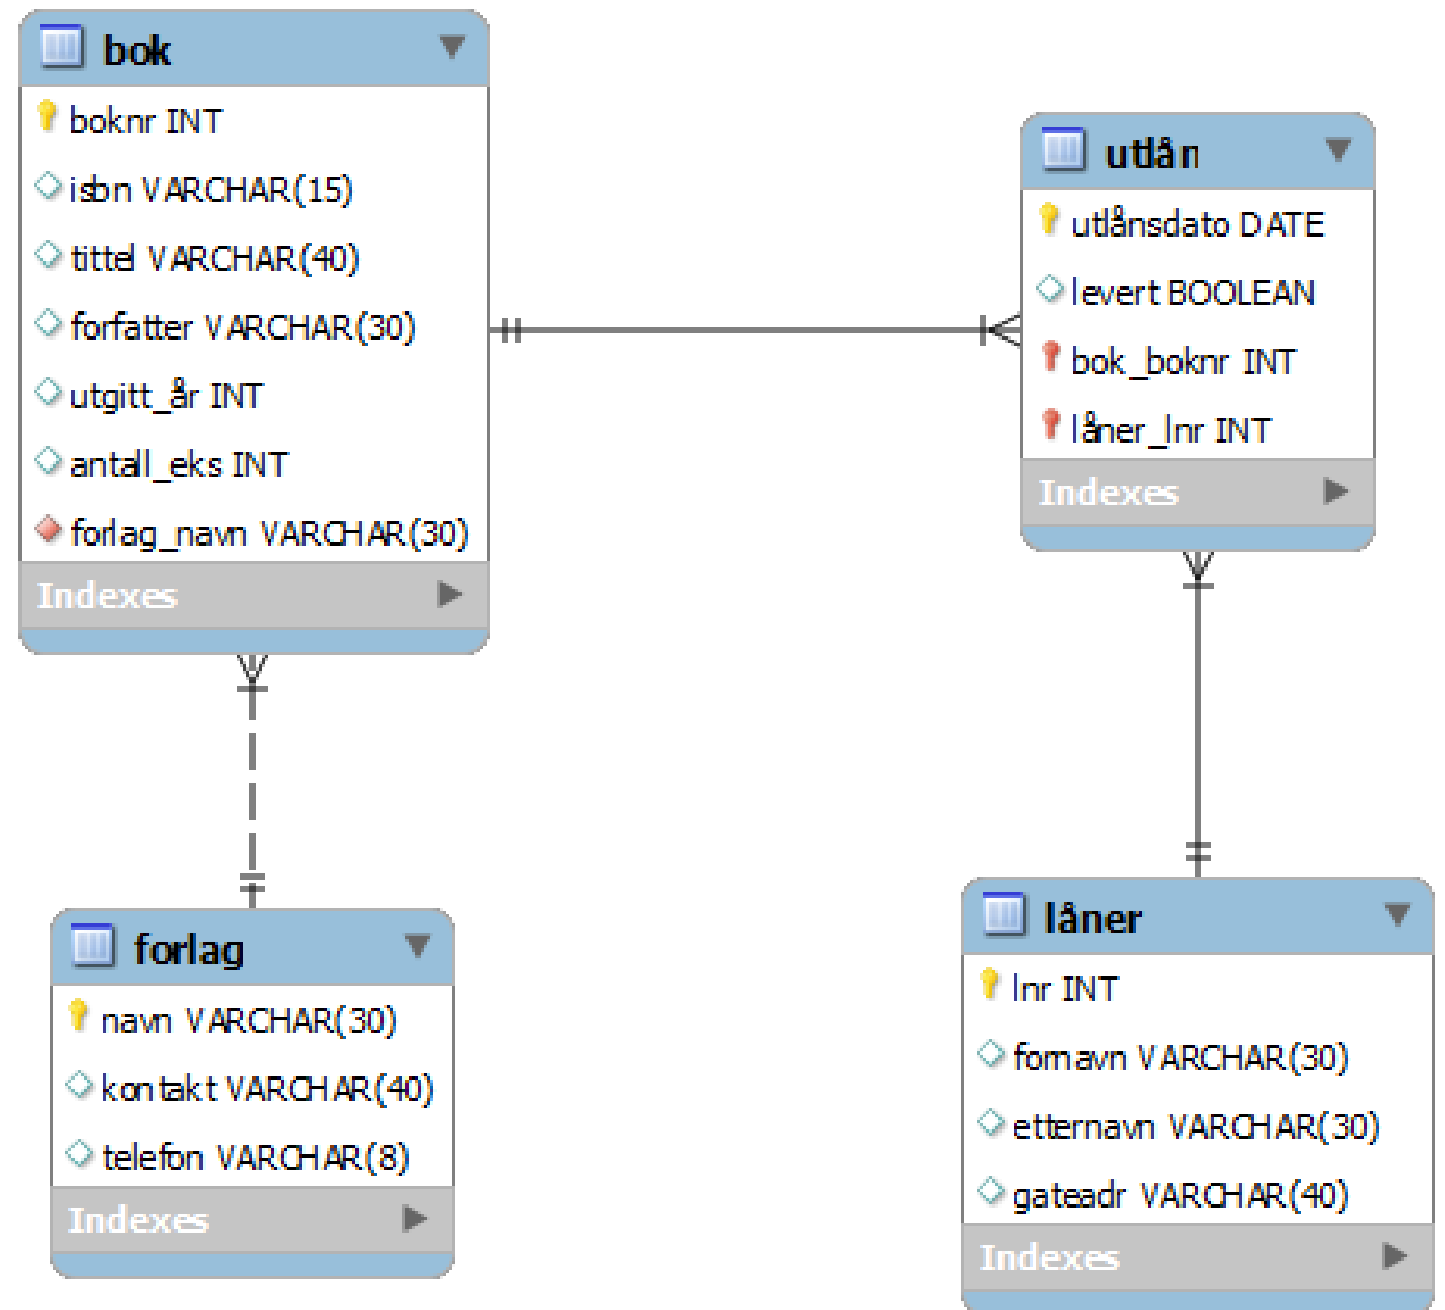 bok
boknr INT
isbn VARCHAR(15)
tittel VARCHAR(40)
forfatter VARCHAR(30)
utgitt_år INT
antall_eks INT
forlag_navn VARCHAR(30)
Indexes
utlån
utlånsdato DATE
levert BOOLEAN
bok_boknr INT
låner_lnr INT
Indexes
forlag
navn VARCHAR(30)
kontakt VARCHAR(40)
telefon VARCHAR(8)
Indexes
låner
lnr INT
fornavn VARCHAR(30)
etternavn VARCHAR(30)
gateadr VARCHAR(40)
Indexes